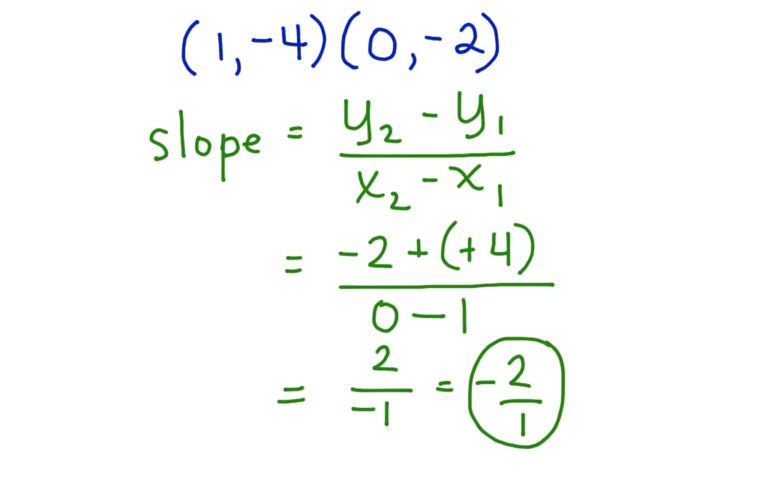 (1, -4) (0, -2)
slope = y₂ - y₁ / x₂ - x₁
= -2 + (+4) / 0 - 1
= 2 / -1 = -2 / 1